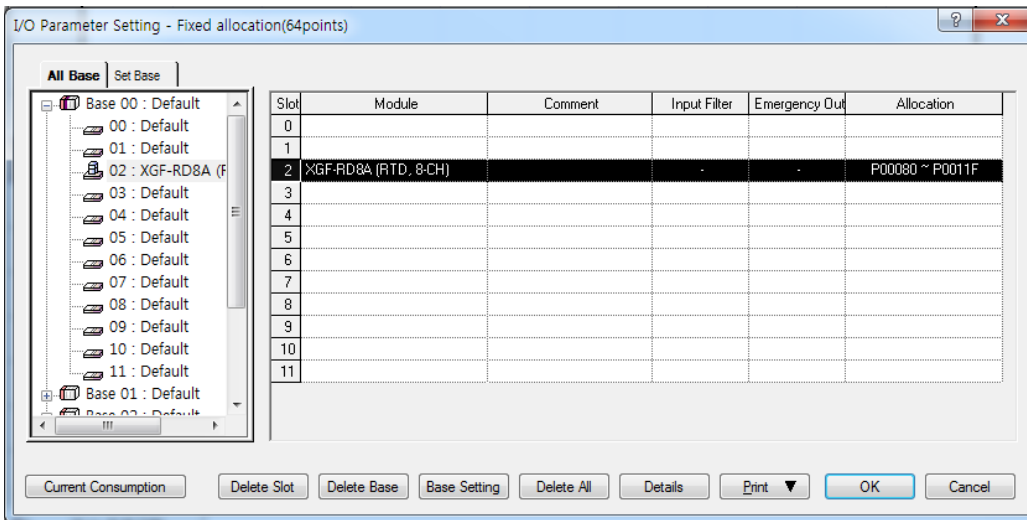 I/O Parameter Setting - Fixed allocation(64points)
All Base Set Base
Base 00 : Default
00 : Default
01 : Default
02 : XGF-RD8A (F
03 : Default
04 : Default
05 : Default
06 : Default
07 : Default
08 : Default
09 : Default
10 : Default
11 : Default
Base 01 : Default
Base 02 : Default
Slot Module Comment Input Filter Emergency Out Allocation
0
1
2 XGF-RD8A (RTD, 8-CH) - - P00080 ~ P0011F
3
4
5
6
7
8
9
10
11
Current Consumption Delete Slot Delete Base Base Setting Delete All Details Print ▼ OK Cancel